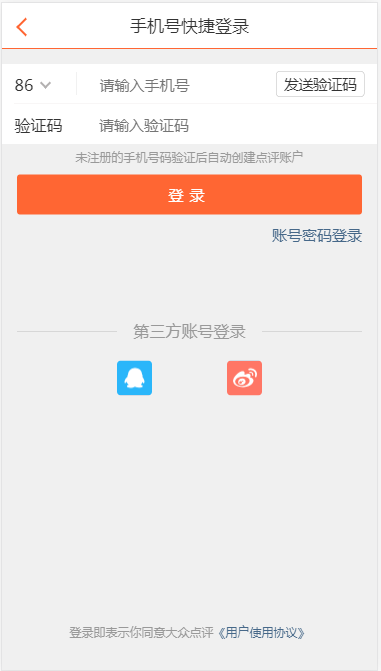 手机号快捷登录
86 请输入手机号 发送验证码
验证码 请输入验证码
未注册的手机号码验证后自动创建点评账户
登 录
账号密码登录
第三方账号登录
登录即表示你同意大众点评《用户使用协议》